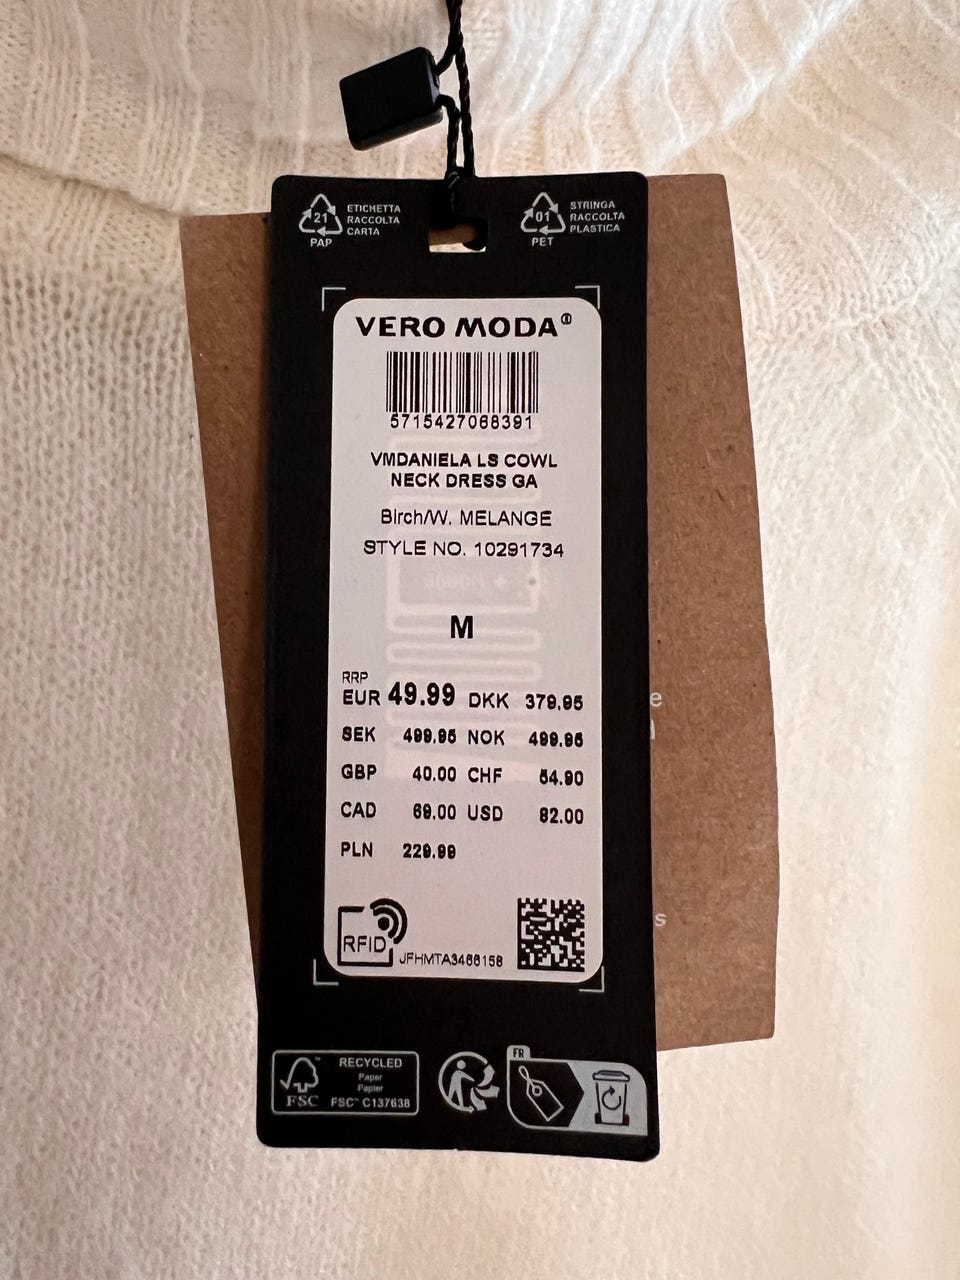 21
PAP
ETICHETTA
RACCOLTA
CARTA
01
PET
STRINGA
RACCOLTA
PLASTICA
VERO MODA®
5715427068391
VMDANIELA LS COWL
NECK DRESS GA
Birch/W. MELANGE
STYLE NO. 10291734
M
RRP
EUR 49.99 DKK 379.95
SEK 499.95 NOK 499.95
GBP 40.00 CHF 54.90
CAD 69.00 USD 82.00
PLN 229.99
RFID
JFHMTA3466158
FSC™
RECYCLED
Paper
Papier
FSC™ C137638
FR
e
s